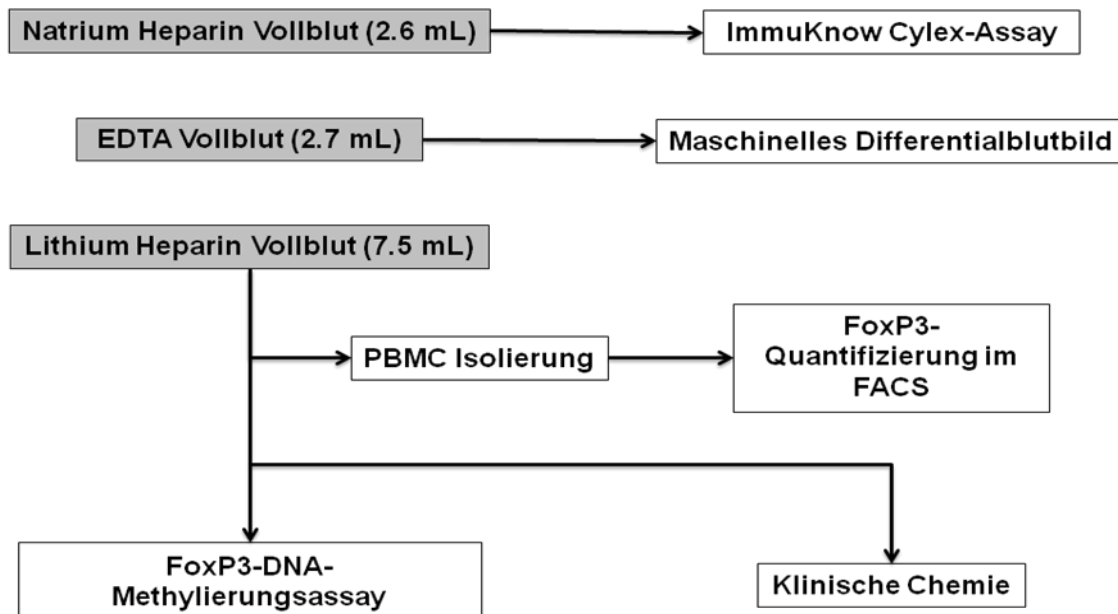 Natrium Heparin Vollblut (2.6 mL)
ImmuKnow Cylex-Assay
EDTA Vollblut (2.7 mL)
Maschinelles Differentialblutbild
Lithium Heparin Vollblut (7.5 mL)
PBMC Isolierung
FoxP3-
Quantifizierung im
FACS
FoxP3-DNA-
Methylierungsassay
Klinische Chemie